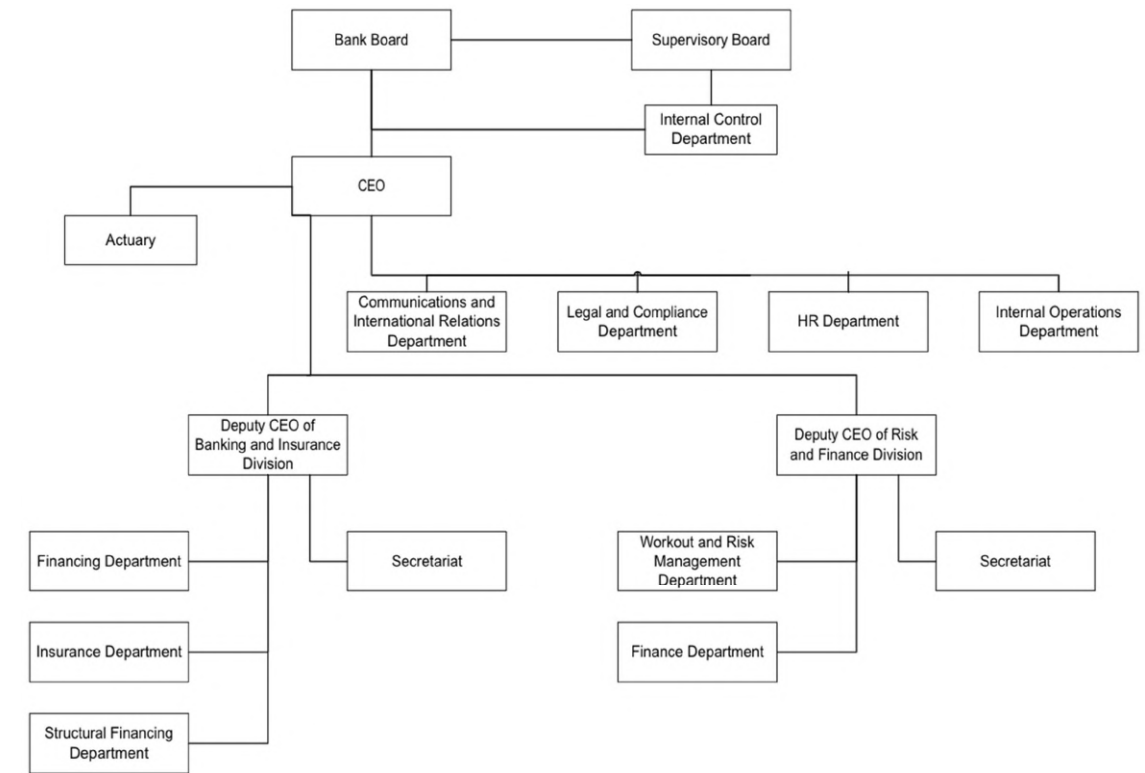 Bank Board
Supervisory Board
Internal Control
Department
CEO
Actuary
Communications and
International Relations
Department
Legal and Compliance
Department
HR Department
Internal Operations
Department
Deputy CEO of
Banking and Insurance
Division
Deputy CEO of Risk
and Finance Division
Financing Department
Secretariat
Workout and Risk
Management
Department
Secretariat
Insurance Department
Finance Department
Structural Financing
Department